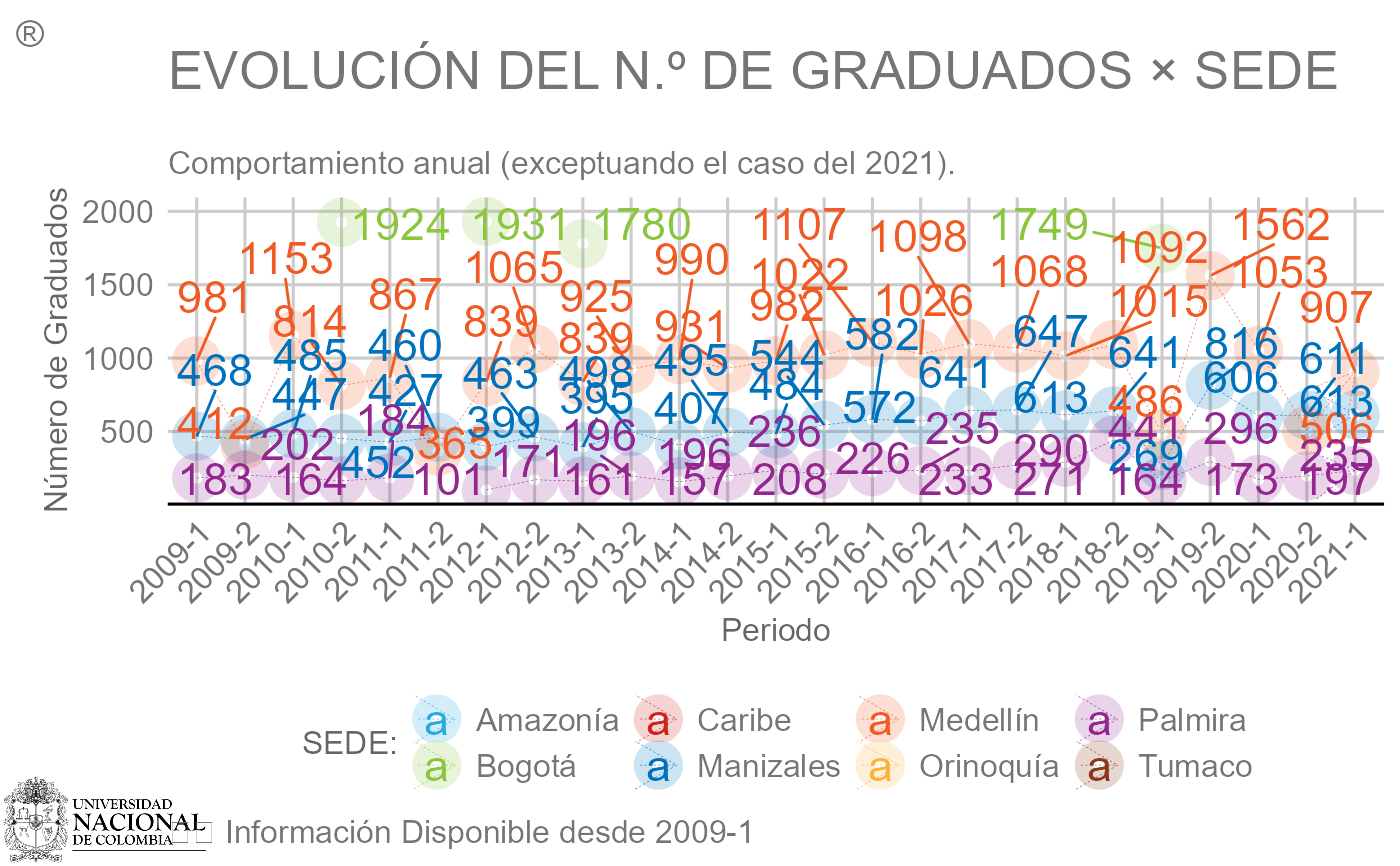 ®
EVOLUCIÓN DEL N.º DE GRADUADOS × SEDE
Comportamiento anual (exceptuando el caso del 2021).
Número de Graduados
2000
1500
1000
500
1924 1931 1780 1749
1107 1098 1092 1562
1153 1065 990 1022 1068 1053
981 867 925 982 1026 1015 907
814 839 839 931
468 485 460 463 498 495 544 582 647 641 816 611
447 427 399 395 407 484 572 641 613 606 613
412 452 365 486 269 506
202 184 171 196 196 236 226 235 290 441 296 235
183 164 101 161 157 208 233 271 164 173 197
2009-1 2009-2 2010-1 2010-2 2011-1 2011-2 2012-1 2012-2 2013-1 2013-2 2014-1 2014-2 2015-1 2015-2 2016-1 2016-2 2017-1 2017-2 2018-1 2018-2 2019-1 2019-2 2020-1 2020-2 2021-1
Periodo
SEDE:
a Amazonía a Caribe a Medellín a Palmira
a Bogotá a Manizales a Orinoquía a Tumaco
UNIVERSIDAD
NACIONAL
DE COLOMBIA
Información Disponible desde 2009-1